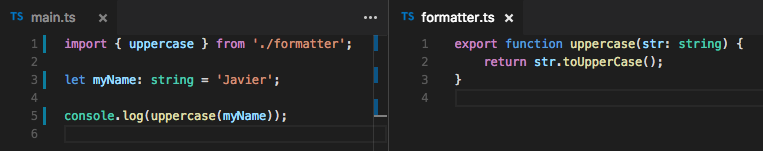 TS main.ts × ...
1 import { uppercase } from './formatter';
2
3 let myName: string = 'Javier';
4
5 console.log(uppercase(myName));
6
TS formatter.ts ×
1 export function uppercase(str: string) {
2     return str.toUpperCase();
3 }
4